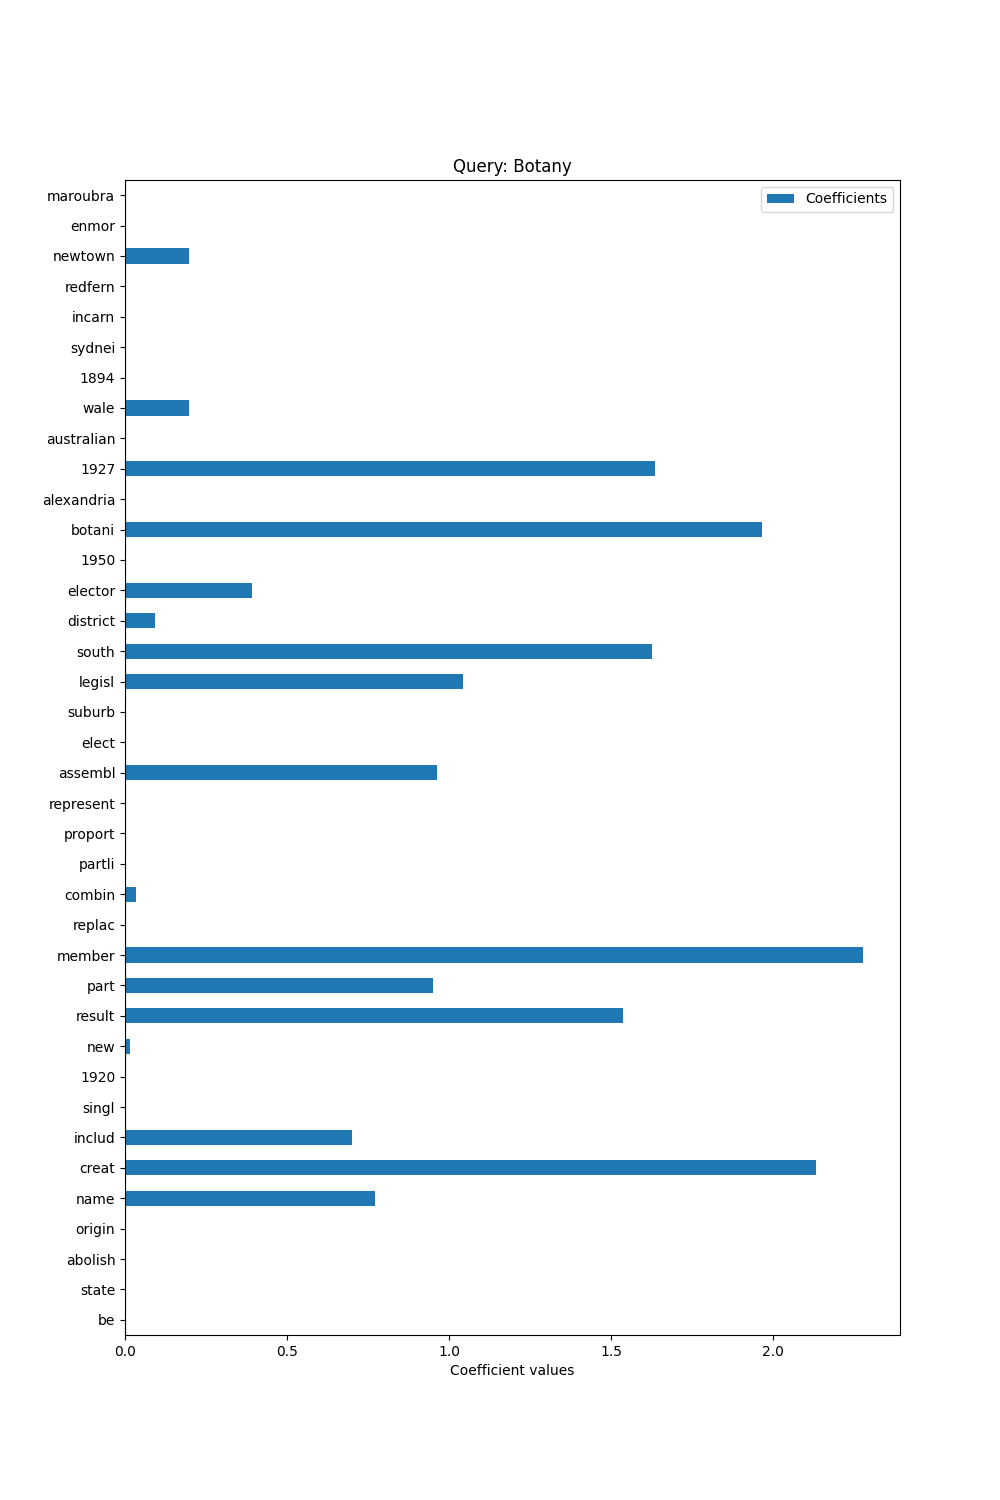 Query: Botany
Coefficients
maroubra
enmor
newtown
redfern
incarn
sydnei
1894
wale
australian
1927
alexandria
botani
1950
elector
district
south
legisl
suburb
elect
assembl
represent
proport
partli
combin
replac
member
part
result
new
1920
singl
includ
creat
name
origin
abolish
state
be
0.0 0.5 1.0 1.5 2.0
Coefficient values